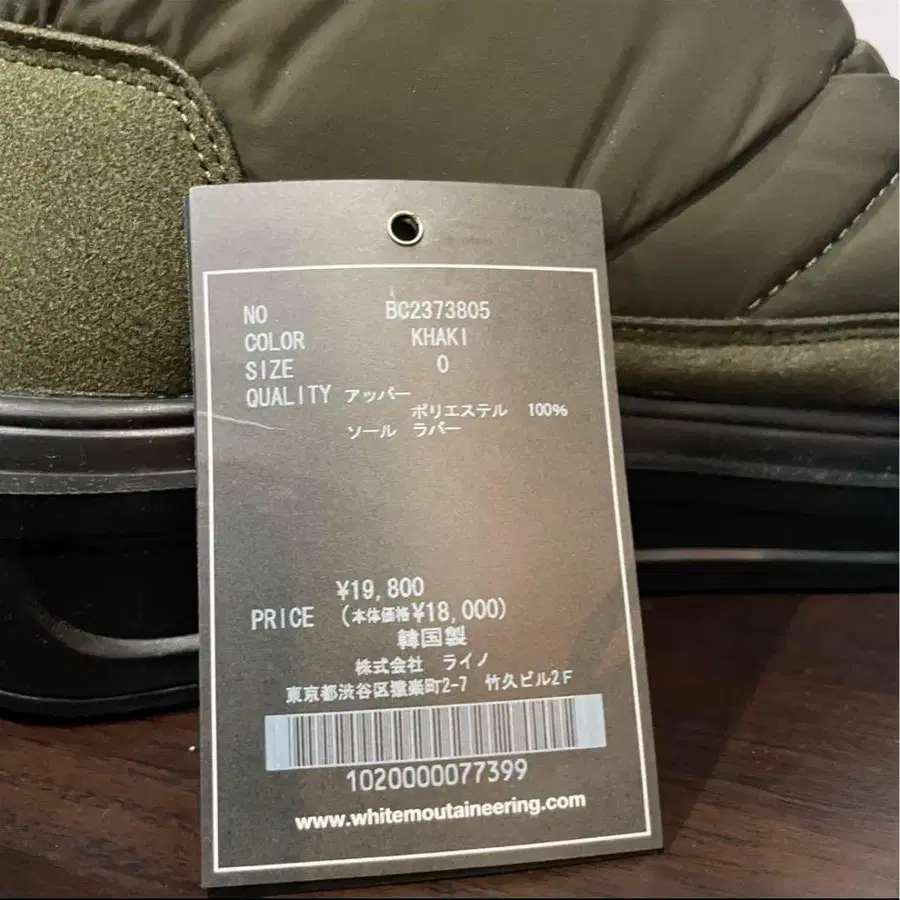 NO BC2373805
COLOR KHAKI
SIZE 0
QUALITY アッパー
ポリエステル 100%
ソール ラバー
¥19,800
PRICE (本体価格¥18,000)
韓国製
株式会社 ライノ
東京都渋谷区猿楽町2-7 竹久ビル2F
1020000077399
www.whitemoutaineering.com